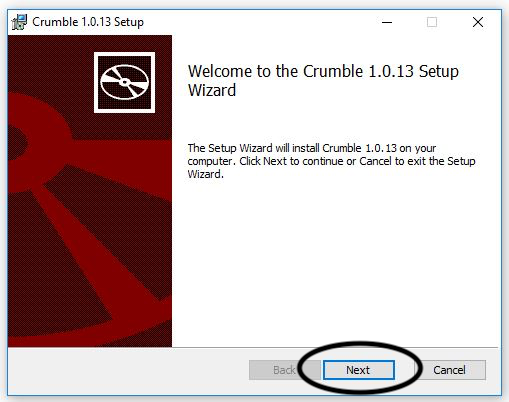 Crumble 1.0.13 Setup
Welcome to the Crumble 1.0.13 Setup
Wizard
The Setup Wizard will install Crumble 1.0.13 on your
computer. Click Next to continue or Cancel to exit the Setup
Wizard.
Back Next Cancel